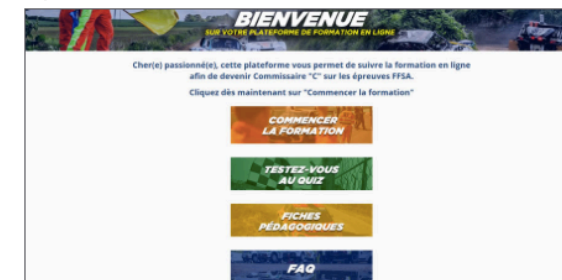 BIENVENUE
SUR VOTRE PLATEFORME DE FORMATION EN LIGNE
Cher(e) passionné(e), cette plateforme vous permet de suivre la formation en ligne
afin de devenir Commissaire "C" sur les épreuves FFSA.
Cliquez dès maintenant sur "Commencer la formation"
COMMENCER
LA FORMATION
TESTEZ-VOUS
AU QUIZ
FICHES
PÉDAGOGIQUES
FAQ